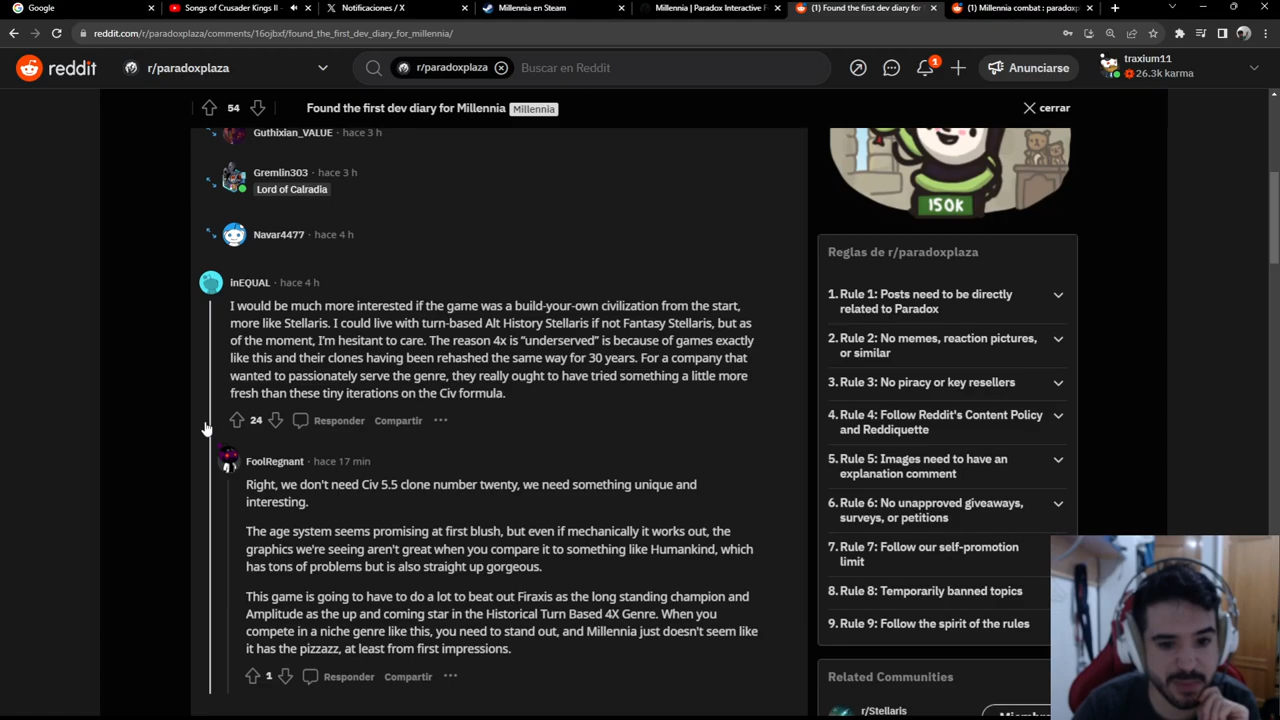 Google
Songs of Crusader Kings II
Notificaciones / X
Millennia en Steam
Millennia | Paradox Interactive F
(1) Found the first dev diary for
(1) Millennia combat : paradoxpl
reddit.com/r/paradoxplaza/comments/16ojbxf/found_the_first_dev_diary_for_millennia/
reddit
r/paradoxplaza
r/paradoxplaza
Buscar en Reddit
1
Anunciarse
traxium11
26.3k karma
54
Found the first dev diary for Millennia
Millennia
cerrar
Guthixian_VALUE · hace 3 h
Gremlin303 · hace 3 h
Lord of Calradia
Navar4477 · hace 4 h
inEQUAL · hace 4 h
I would be much more interested if the game was a build-your-own civilization from the start,
more like Stellaris. I could live with turn-based Alt History Stellaris if not Fantasy Stellaris, but as
of the moment, I’m hesitant to care. The reason 4x is “underserved” is because of games exactly
like this and their clones having been rehashed the same way for 30 years. For a company that
wanted to passionately serve the genre, they really ought to have tried something a little more
fresh than these tiny iterations on the Civ formula.
24
Responder
Compartir
FoolRegnant · hace 17 min
Right, we don't need Civ 5.5 clone number twenty, we need something unique and
interesting.
The age system seems promising at first blush, but even if mechanically it works out, the
graphics we're seeing aren't great when you compare it to something like Humankind, which
has tons of problems but is also straight up gorgeous.
This game is going to have to do a lot to beat out Firaxis as the long standing champion and
Amplitude as the up and coming star in the Historical Turn Based 4X Genre. When you
compete in a niche genre like this, you need to stand out, and Millennia just doesn't seem like
it has the pizzazz, at least from first impressions.
1
Responder
Compartir
150K
Reglas de r/paradoxplaza
1. Rule 1: Posts need to be directly
related to Paradox
2. Rule 2: No memes, reaction pictures,
or similar
3. Rule 3: No piracy or key resellers
4. Rule 4: Follow Reddit's Content Policy
and Rediquette
5. Rule 5: Images need to have an
explanation comment
6. Rule 6: No unapproved giveaways,
surveys, or petitions
7. Rule 7: Follow our self-promotion
limit
8. Rule 8: Temporarily banned topics
9. Rule 9: Follow the spirit of the rules
Related Communities
r/Stellaris